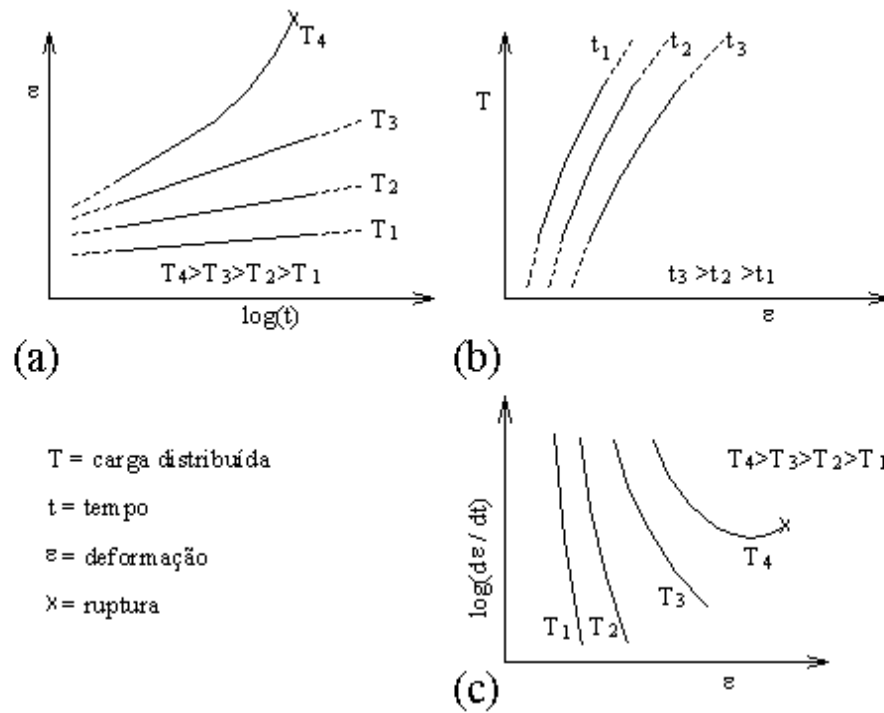 ε
T4
T3
T2
T1
T4>T3>T2>T1
log(t)
(a)
T
t1
t2
t3
t3 >t2 >t1
ε
(b)
T = carga distribuída
t = tempo
ε = deformação
x = ruptura
log(dε / dt)
T4>T3>T2>T1
T1
T2
T3
T4
ε
(c)